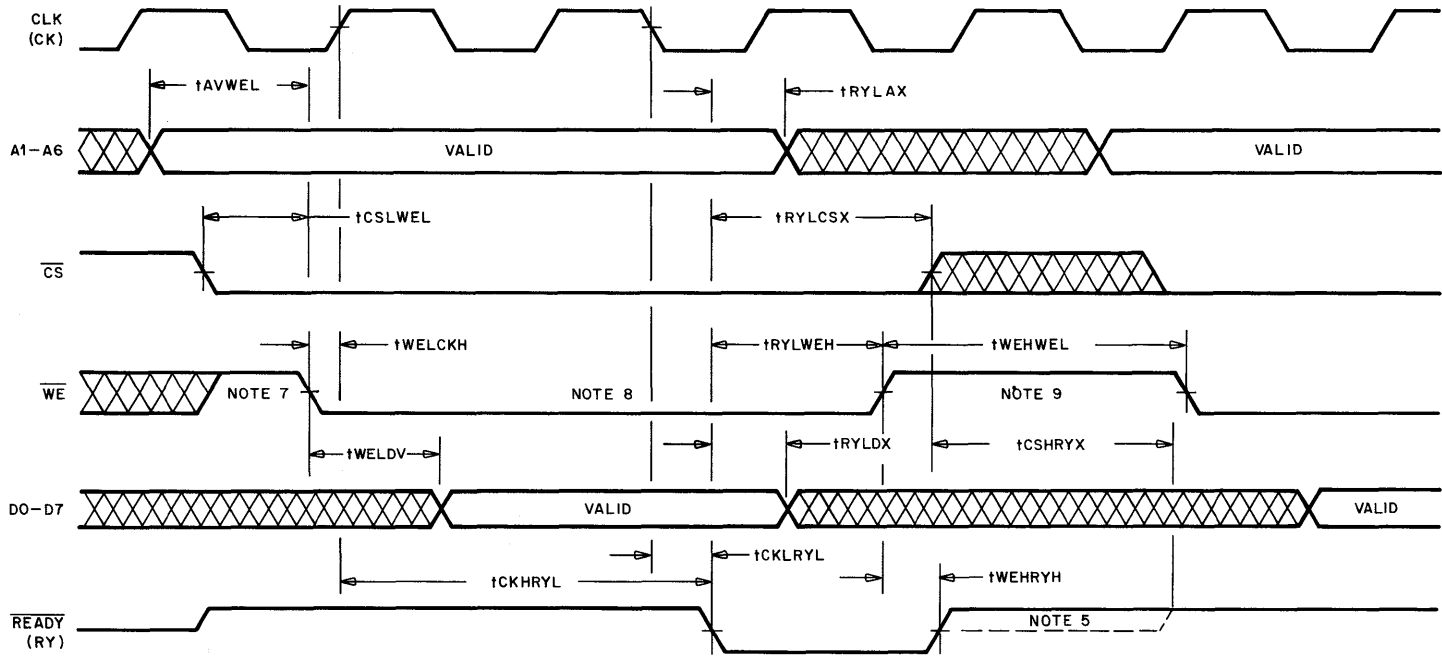 CLK
(CK)
tAVWEL
tRYLAX
A1–A6
VALID
VALID
tCSLWEL
tRYLCSX
CS
tWELCKH
tRYLWEH
tWEHWEL
WE
NOTE 7
NOTE 8
NOTE 9
tWELDV
tRYLDX
tCSHRYX
D0–D7
VALID
VALID
tCKLRYL
tCKHRYL
tWEHRYH
READY
(RY)
NOTE 5